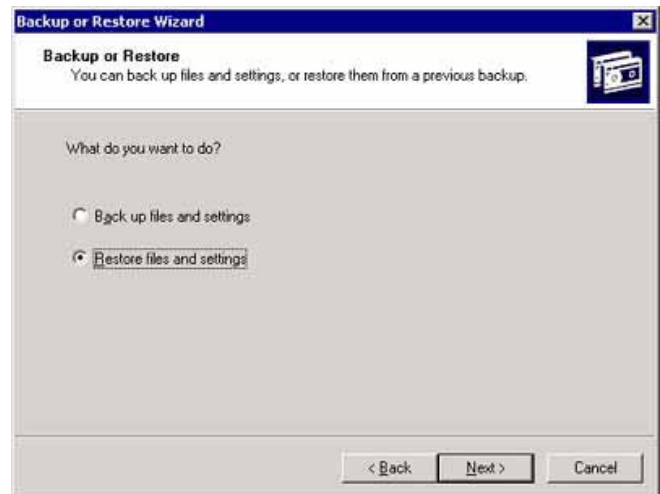 Backup or Restore Wizard
Backup or Restore
You can back up files and settings, or restore them from a previous backup.
What do you want to do?
Back up files and settings
Restore files and settings
< Back Next > Cancel